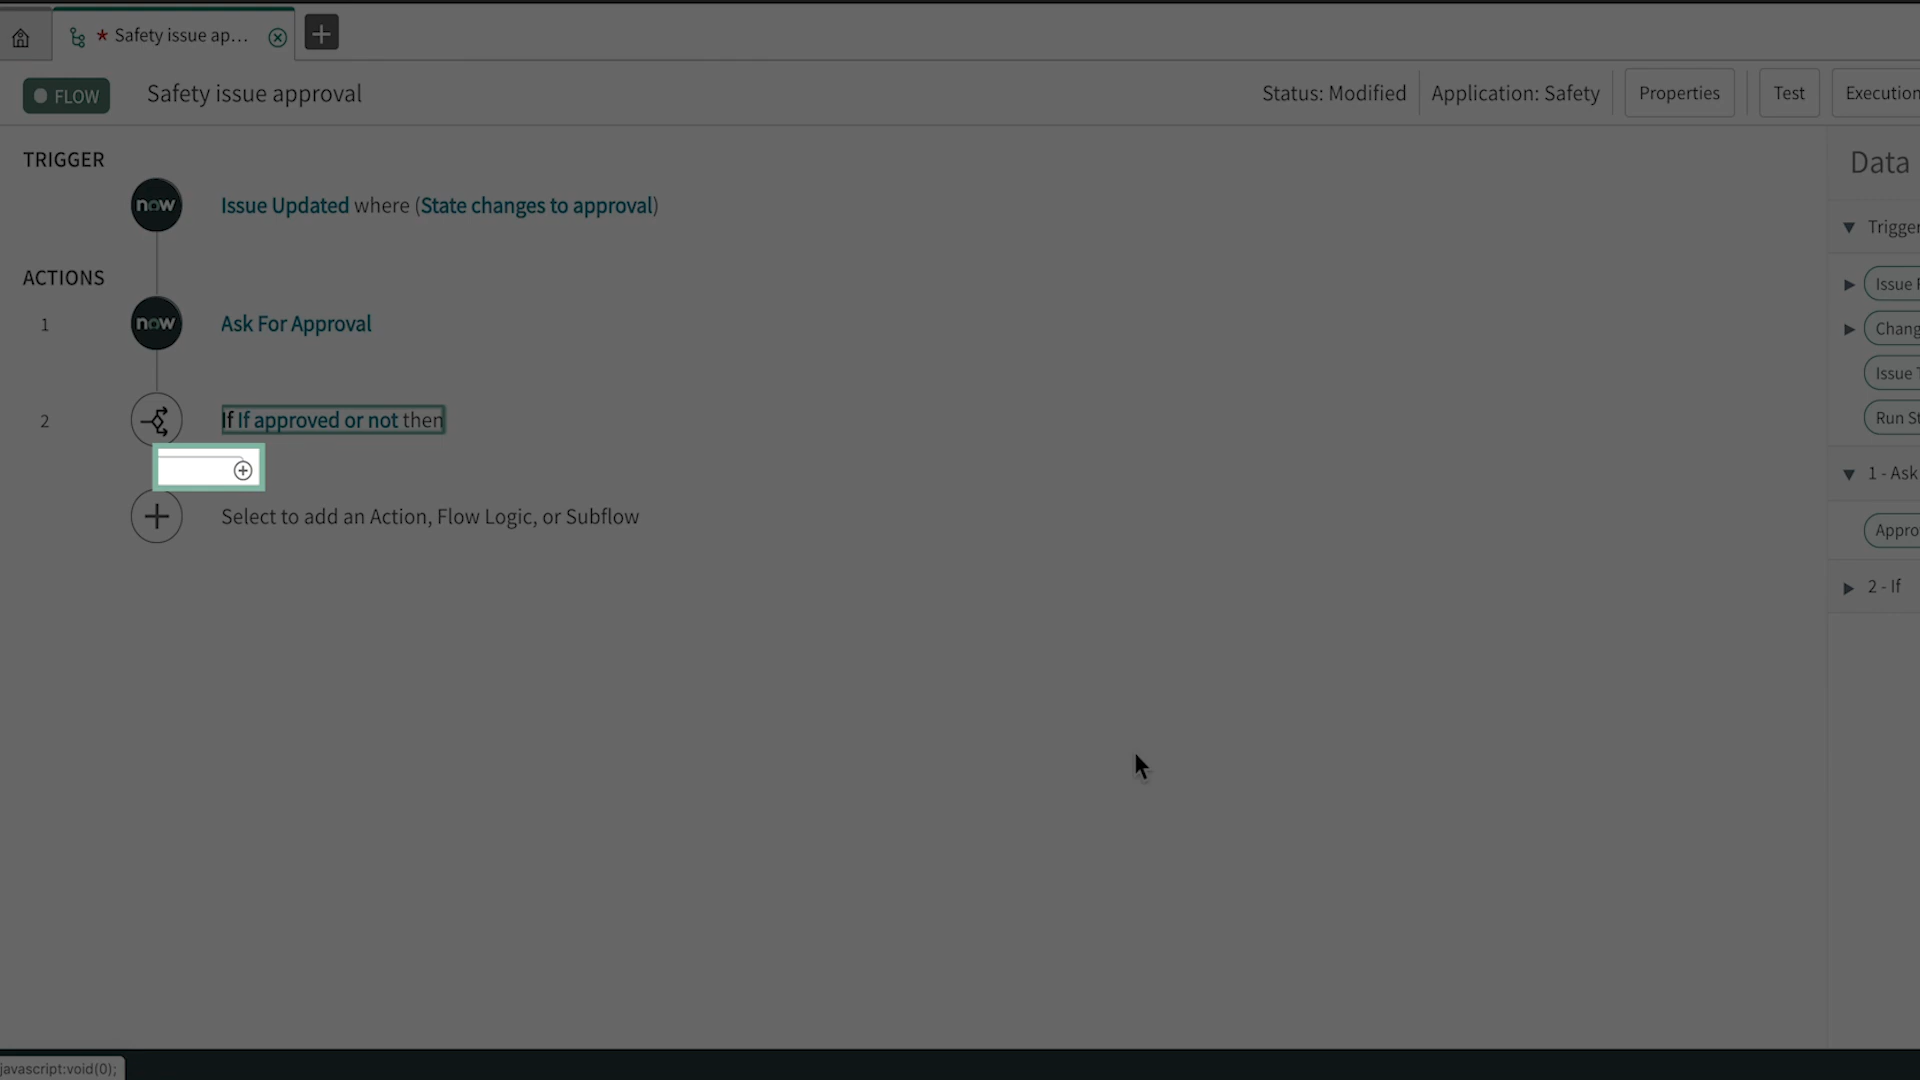 * Safety issue ap...
FLOW
Safety issue approval
Status: Modified
Application: Safety
Properties
Test
Execution
TRIGGER
now
Issue Updated where (State changes to approval)
ACTIONS
1
now
Ask For Approval
2
If If approved or not then
Select to add an Action, Flow Logic, or Subflow
Data
Trigger
Issue
Chang
Issue
Run St
1 - Ask
Appro
2 - If
javascript:void(0);